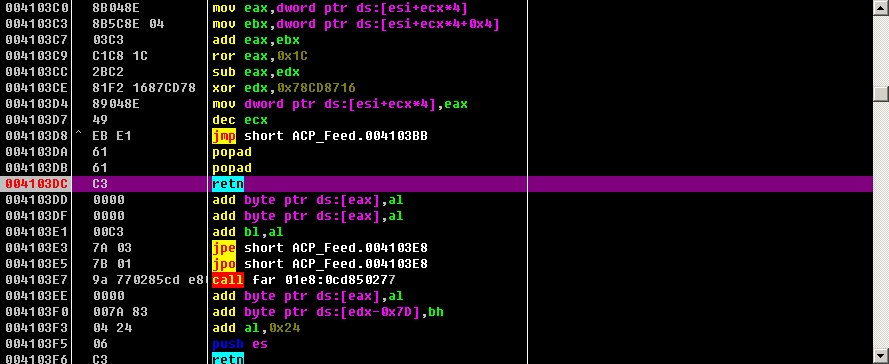 004103C0 8B048E mov eax,dword ptr ds:[esi+ecx*4]
004103C3 8B5C8E 04 mov ebx,dword ptr ds:[esi+ecx*4+0x4]
004103C7 03C3 add eax,ebx
004103C9 C1C8 1C ror eax,0x1C
004103CC 2BC2 sub eax,edx
004103CE 81F2 1687CD78 xor edx,0x78CD8716
004103D4 89048E mov dword ptr ds:[esi+ecx*4],eax
004103D7 49 dec ecx
004103D8 ^ EB E1 jmp short ACP_Feed.004103BB
004103DA 61 popad
004103DB 61 popad
004103DC C3 retn
004103DD 0000 add byte ptr ds:[eax],al
004103DF 0000 add byte ptr ds:[eax],al
004103E1 00C3 add bl,al
004103E3 7A 03 jpe short ACP_Feed.004103E8
004103E5 7B 01 jpo short ACP_Feed.004103E8
004103E7 9a 770285cd e80 call far 01e8:0cd850277
004103EE 0000 add byte ptr ds:[eax],al
004103F0 007A 83 add byte ptr ds:[edx-0x7D],bh
004103F3 04 24 add al,0x24
004103F5 06 push es
004103F6 C3 retn